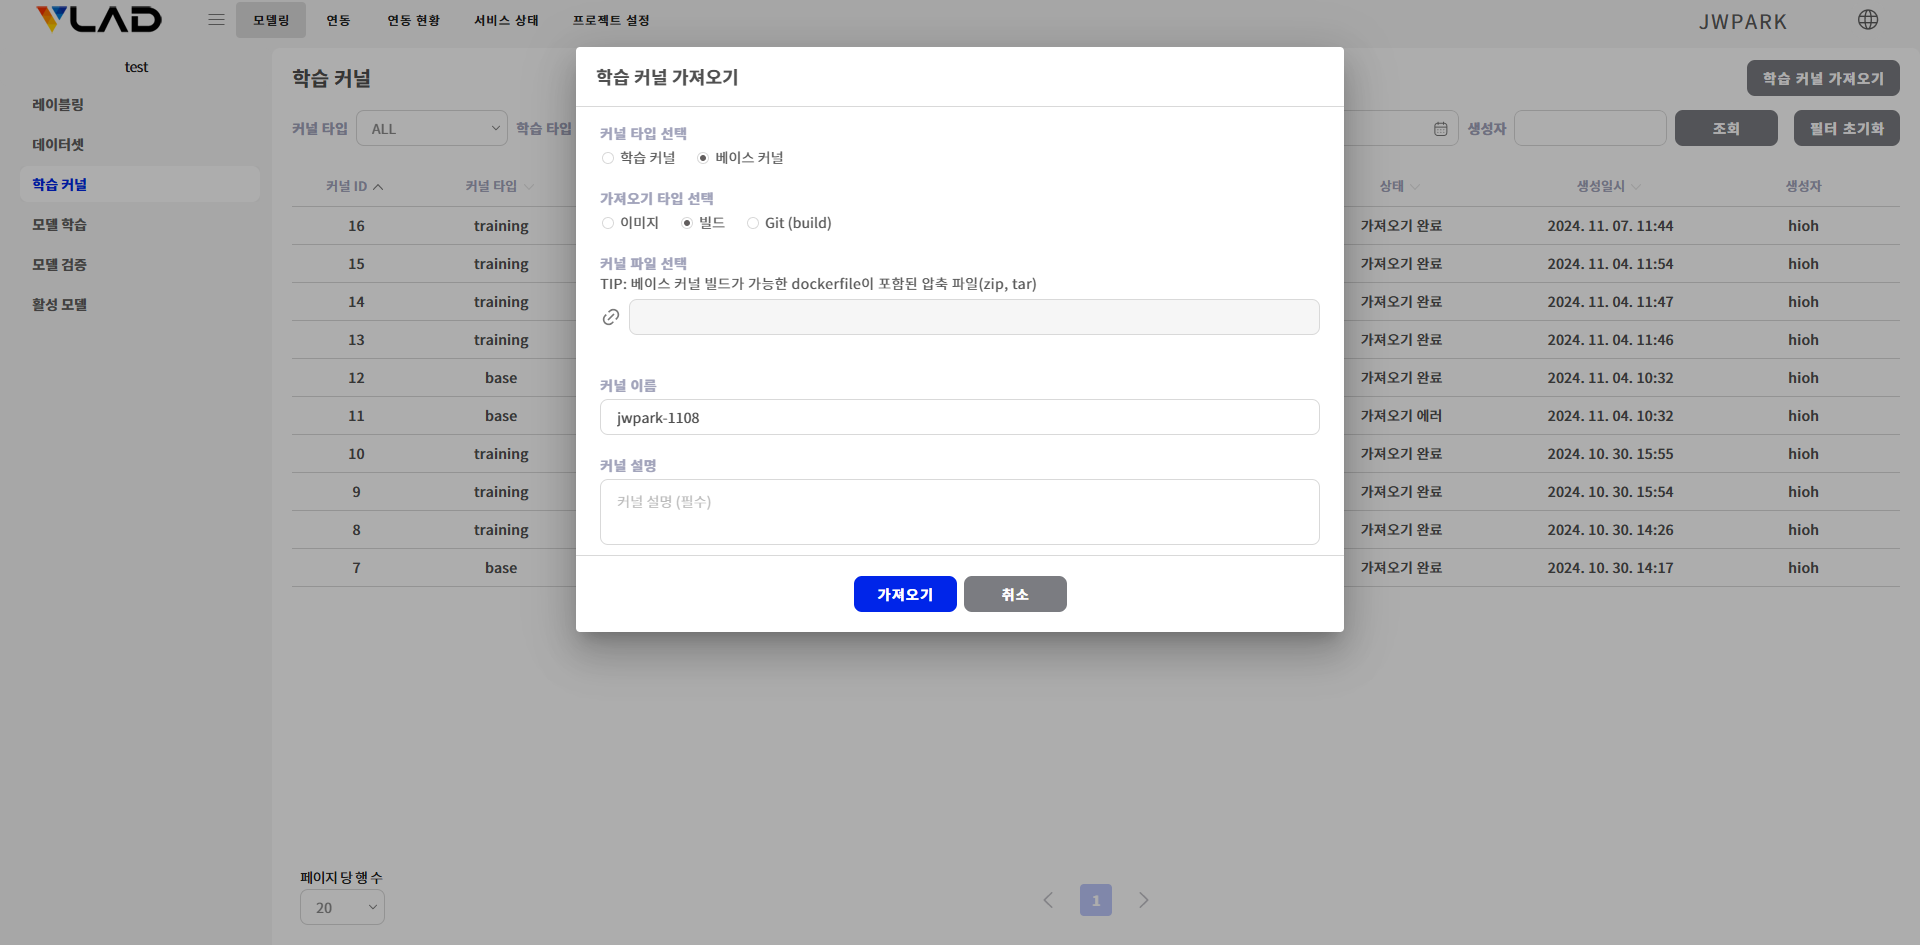 VLAD 모델링 연동 연동 현황 서비스 상태 프로젝트 설정 JWPARK
test
레이블링
데이터셋
학습 커널
모델 학습
모델 검증
활성 모델
학습 커널 학습 커널 가져오기
커널 타입 ALL 학습 타입 생성자 조회 필터 초기화
커널 ID 커널 타입 상태 생성일시 생성자
16 training 가져오기 완료 2024. 11. 07. 11:44 hioh
15 training 가져오기 완료 2024. 11. 04. 11:54 hioh
14 training 가져오기 완료 2024. 11. 04. 11:47 hioh
13 training 가져오기 완료 2024. 11. 04. 11:46 hioh
12 base 가져오기 완료 2024. 11. 04. 10:32 hioh
11 base 가져오기 에러 2024. 11. 04. 10:32 hioh
10 training 가져오기 완료 2024. 10. 30. 15:55 hioh
9 training 가져오기 완료 2024. 10. 30. 15:54 hioh
8 training 가져오기 완료 2024. 10. 30. 14:26 hioh
7 base 가져오기 완료 2024. 10. 30. 14:17 hioh
학습 커널 가져오기
커널 타입 선택
학습 커널 베이스 커널
가져오기 타입 선택
이미지 빌드 Git (build)
커널 파일 선택
TIP: 베이스 커널 빌드가 가능한 dockerfile이 포함된 압축 파일(zip, tar)
커널 이름
jwpark-1108
커널 설명
커널 설명 (필수)
가져오기 취소
페이지 당 행 수
20 1